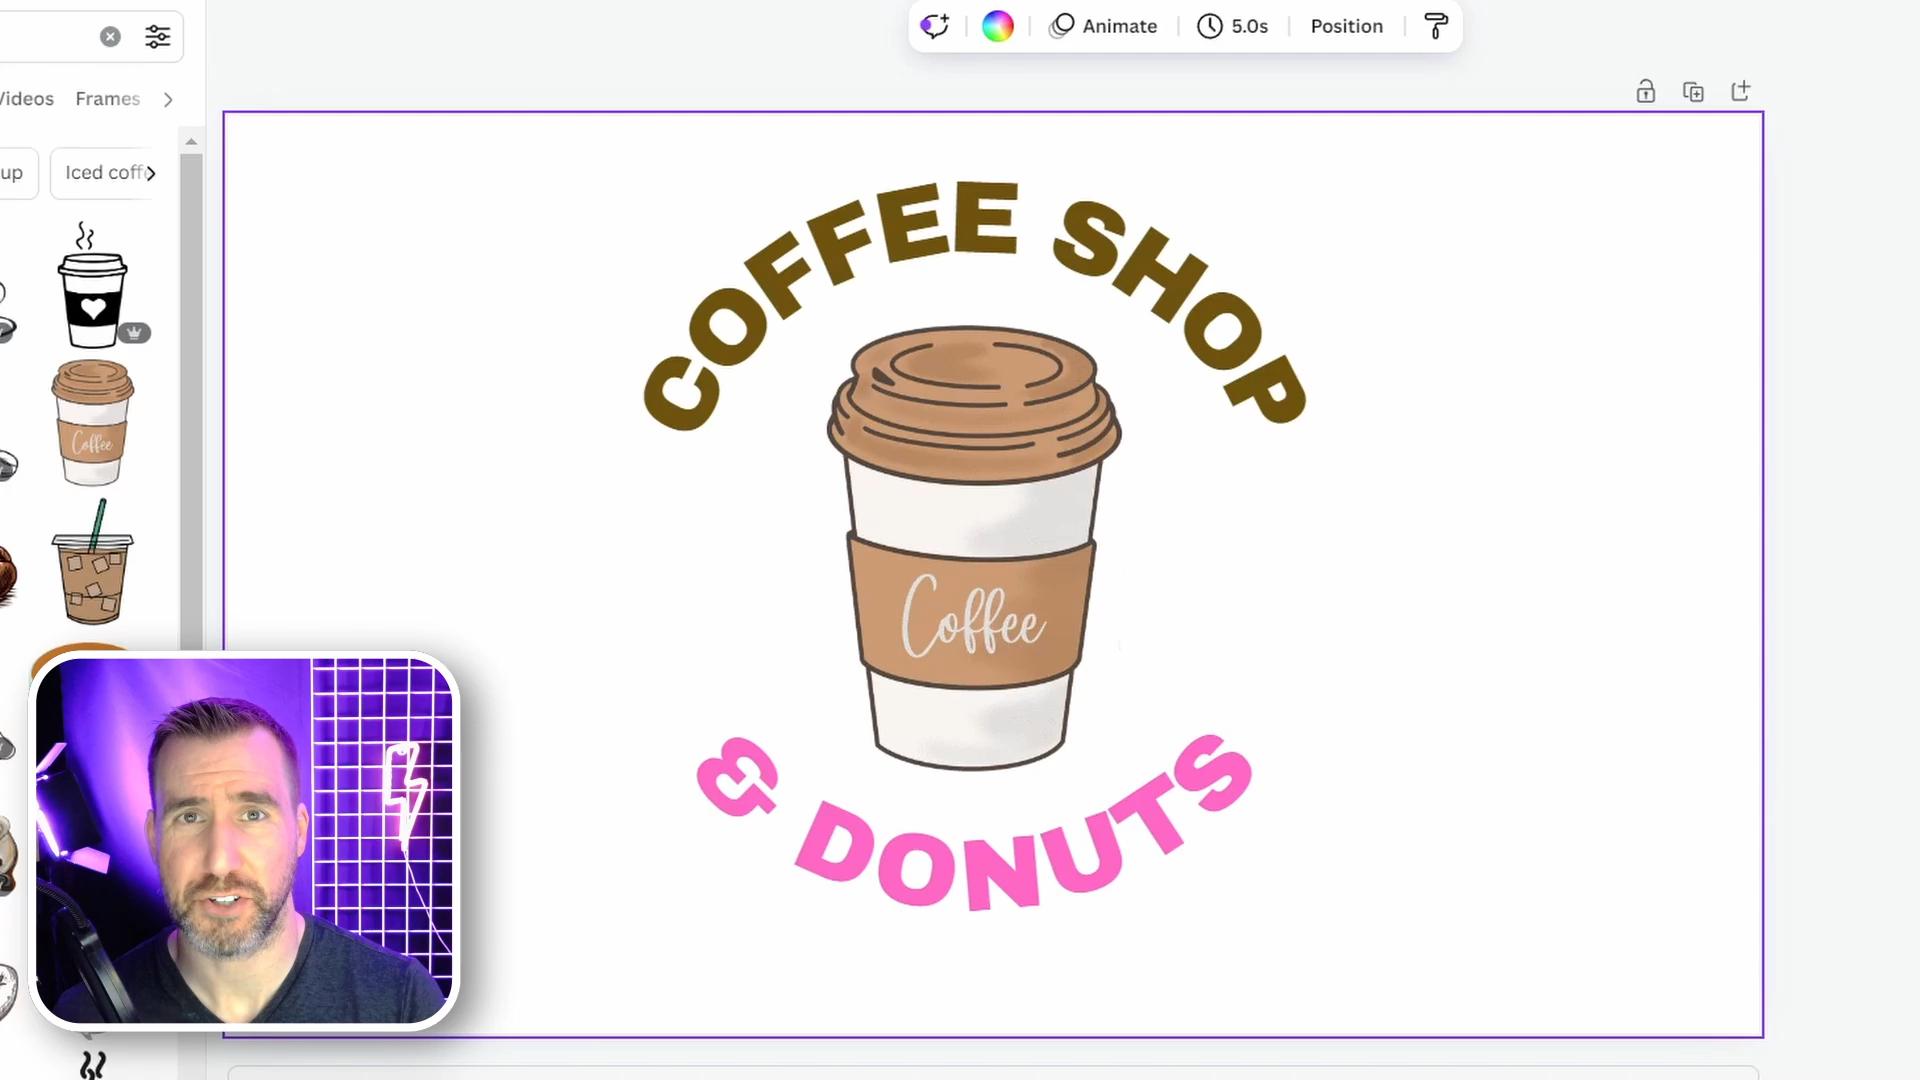 Animate
5.0s
Position
Videos
Frames
up
Iced coff
COFFEE SHOP
Coffee
Coffee
& DONUTS